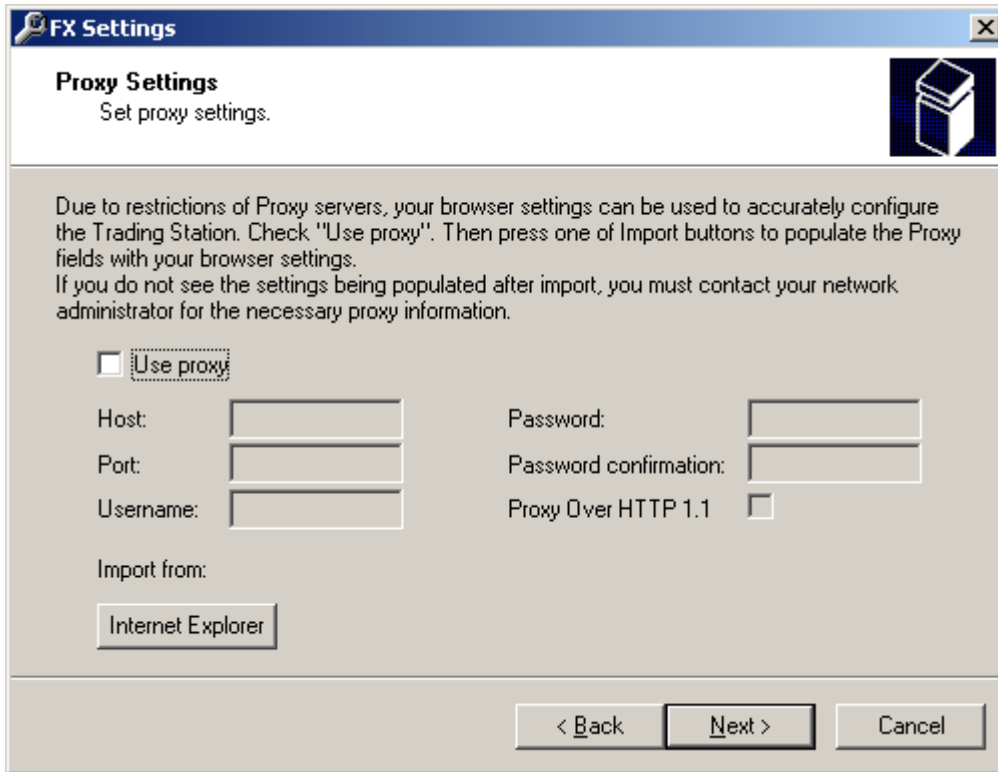 FX Settings
Proxy Settings
Set proxy settings.
Due to restrictions of Proxy servers, your browser settings can be used to accurately configure
the Trading Station. Check "Use proxy". Then press one of Import buttons to populate the Proxy
fields with your browser settings.
If you do not see the settings being populated after import, you must contact your network
administrator for the necessary proxy information.
Use proxy
Host:
Password:
Port:
Password confirmation:
Username:
Proxy Over HTTP 1.1
Import from:
Internet Explorer
< Back
Next >
Cancel